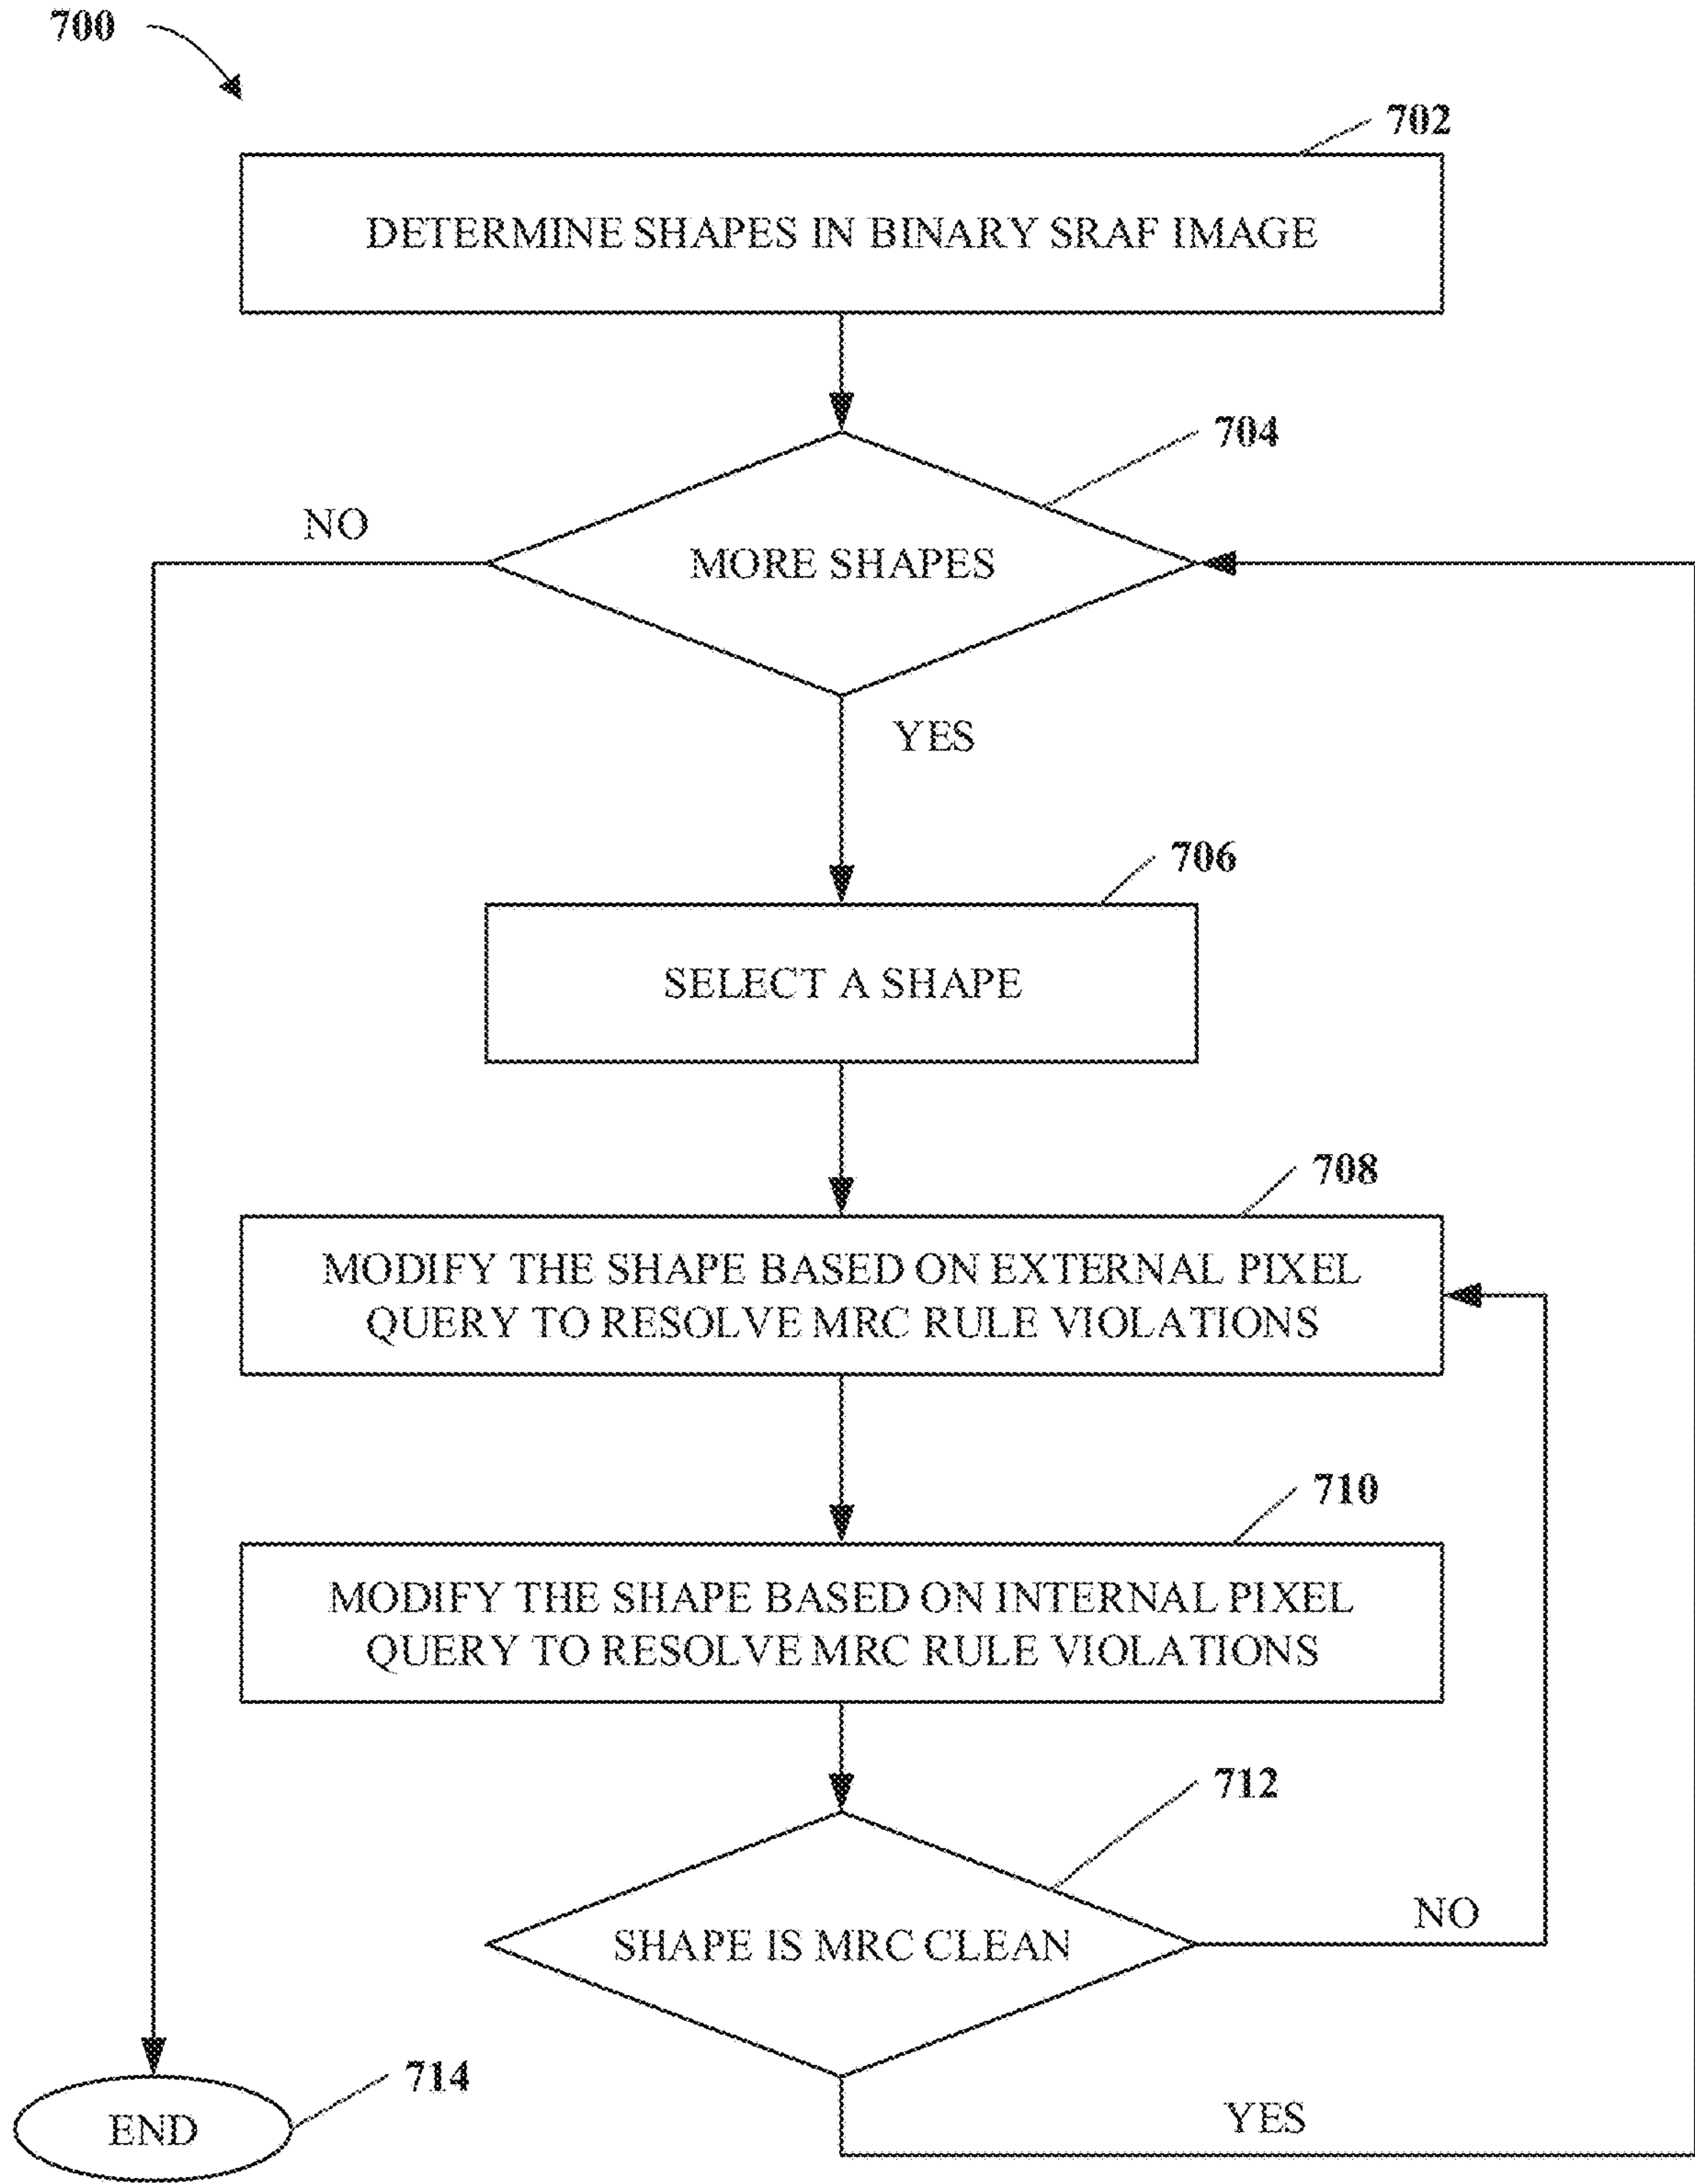 700
702
DETERMINE SHAPES IN BINARY SRAF IMAGE
704
NO
MORE SHAPES
YES
706
SELECT A SHAPE
708
MODIFY THE SHAPE BASED ON EXTERNAL PIXEL
QUERY TO RESOLVE MRC RULE VIOLATIONS
710
MODIFY THE SHAPE BASED ON INTERNAL PIXEL
QUERY TO RESOLVE MRC RULE VIOLATIONS
712
NO
SHAPE IS MRC CLEAN
714
END
YES